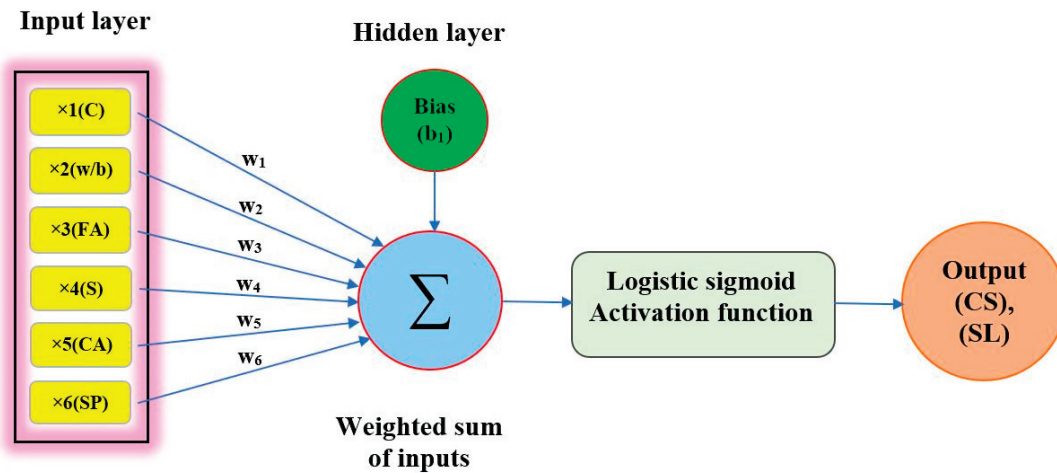 Input layer
×1(C)
×2(w/b)
×3(FA)
×4(S)
×5(CA)
×6(SP)
w₁
w₂
w₃
w₄
w₅
w₆
Hidden layer
Bias
(b₁)
∑
Weighted sum
of inputs
Logistic sigmoid
Activation function
Output
(CS),
(SL)